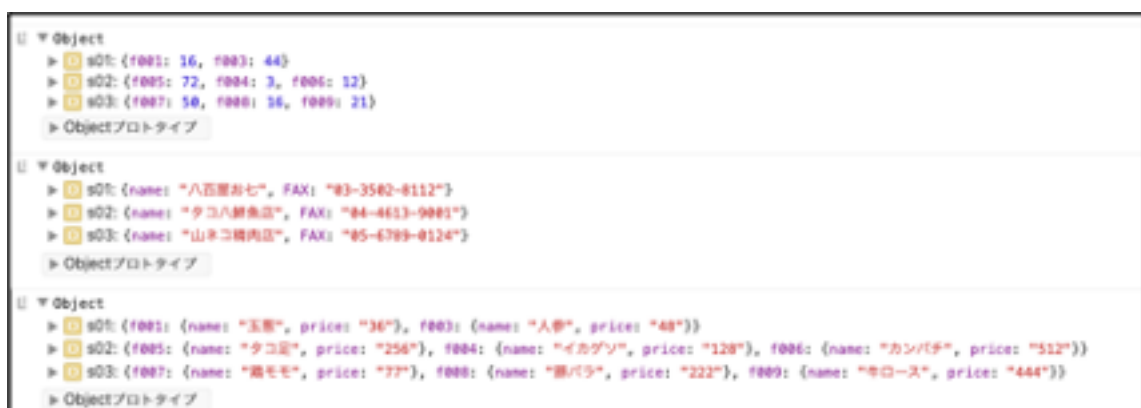 ▼ Object
▶ s01: {f001: 16, f003: 44}
▶ s02: {f005: 72, f004: 3, f006: 12}
▶ s03: {f007: 50, f008: 16, f009: 21}
▶ Objectプロトタイプ
▼ Object
▶ s01: {name: "八百屋お七", FAX: "03-3502-8112"}
▶ s02: {name: "タコ八鮮魚店", FAX: "04-4613-9001"}
▶ s03: {name: "山ネコ精肉店", FAX: "05-6789-0124"}
▶ Objectプロトタイプ
▼ Object
▶ s01: {f001: {name: "玉葱", price: "36"}, f003: {name: "人参", price: "48"}}
▶ s02: {f005: {name: "タコ足", price: "256"}, f004: {name: "イカゲソ", price: "128"}, f006: {name: "カンパチ", price: "512"}}
▶ s03: {f007: {name: "鶏モモ", price: "77"}, f008: {name: "豚バラ", price: "222"}, f009: {name: "牛ロース", price: "444"}}
▶ Objectプロトタイプ